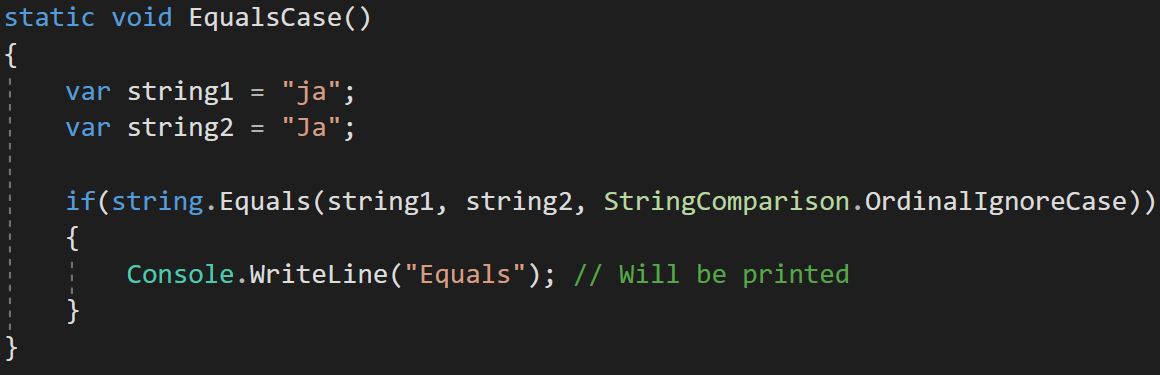 static void EqualsCase()
{
    var string1 = "ja";
    var string2 = "Ja";

    if(string.Equals(string1, string2, StringComparison.OrdinalIgnoreCase))
    {
        Console.WriteLine("Equals"); // Will be printed
    }
}